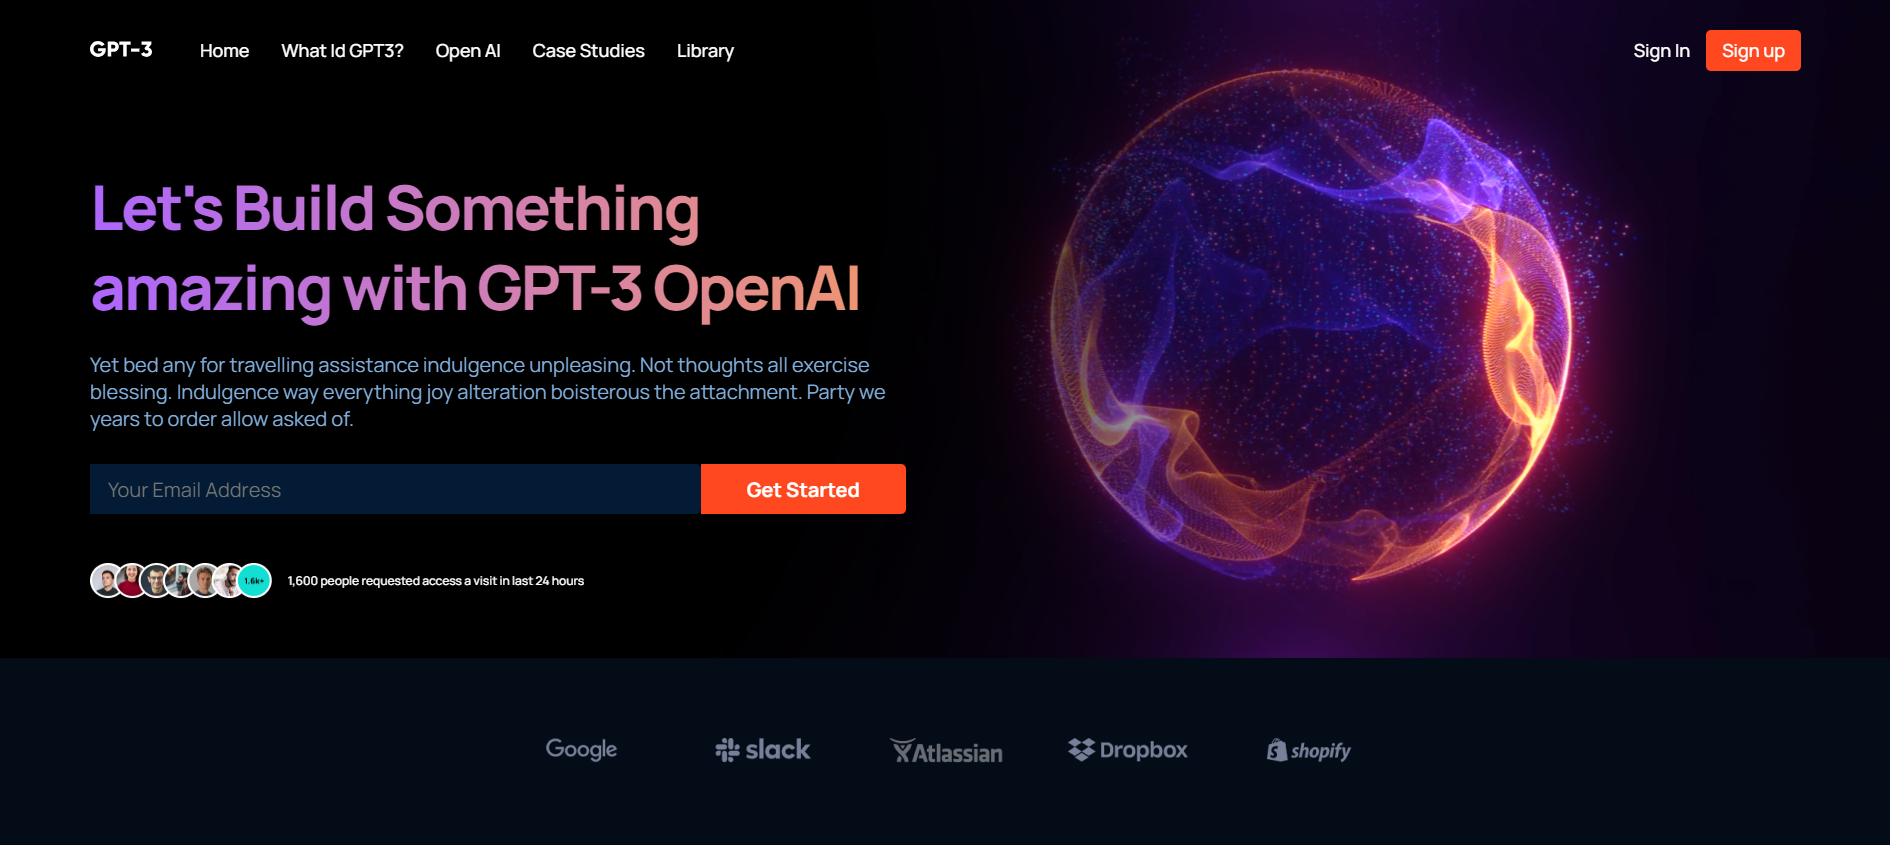 GPT-3
Home
What Id GPT3?
Open AI
Case Studies
Library
Sign In
Sign up
Let's Build Something
amazing with GPT-3 OpenAI
Yet bed any for travelling assistance indulgence unpleasing. Not thoughts all exercise
blessing. Indulgence way everything joy alteration boisterous the attachment. Party we
years to order allow asked of.
Your Email Address
Get Started
1.6k+
1,600 people requested access a visit in last 24 hours
Google
slack
Atlassian
Dropbox
shopify